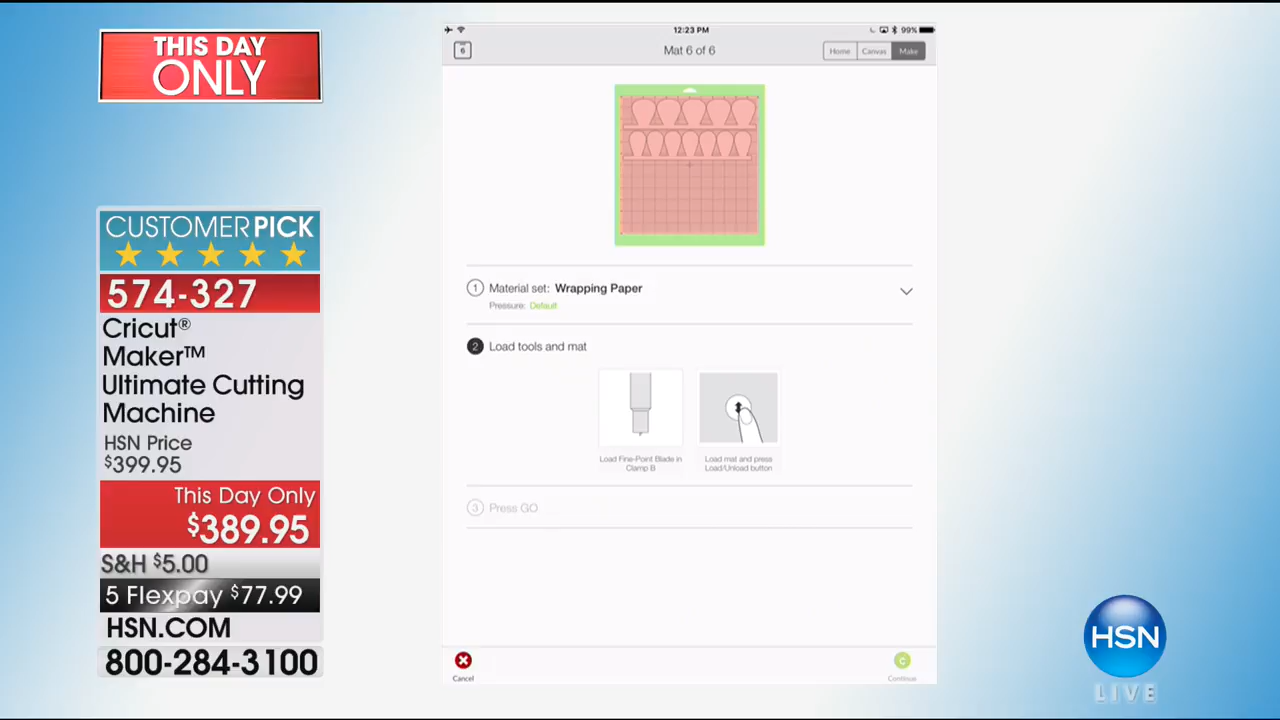 THIS DAY
ONLY
CUSTOMER PICK
574-327
Cricut®
Maker™
Ultimate Cutting
Machine
HSN Price
$399.95
This Day Only
$389.95
S&H $5.00
5 Flexpay $77.99
HSN.COM
800-284-3100
12:23 PM
99%
6
Mat 6 of 6
Home
Canvas
Make
1 Material set: Wrapping Paper
Pressure: Default
2 Load tools and mat
Load Fine-Point Blade in
Clamp B
Load mat and press
Load/Unload button
3 Press GO
Cancel
C
Continue
HSN
LIVE